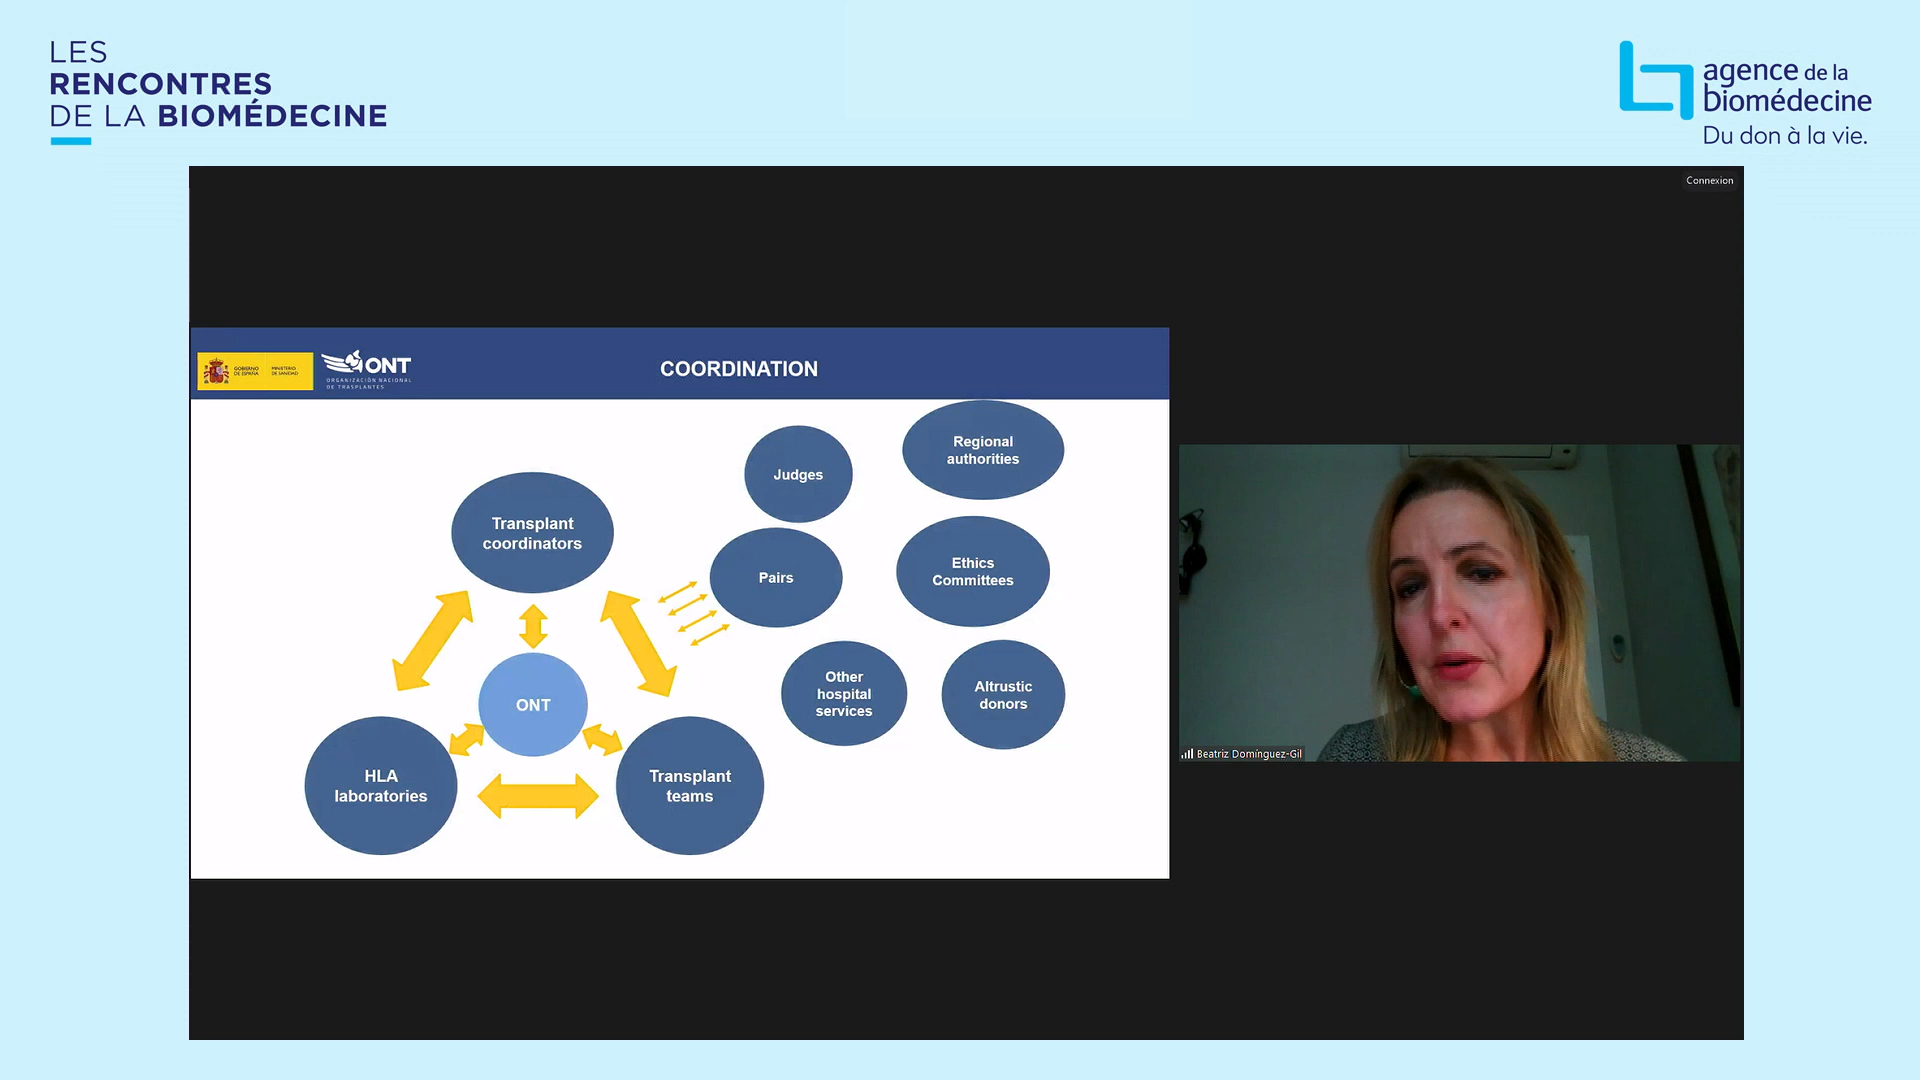 LES
RENCONTRES
DE LA BIOMÉDECINE
agence de la
biomédecine
Du don à la vie.
Connexion
GOBIERNO
DE ESPAÑA
MINISTERIO
DE SANIDAD
ONT
ORGANIZACIÓN NACIONAL
DE TRASPLANTES
COORDINATION
Regional
authorities
Judges
Transplant
coordinators
Ethics
Committees
Pairs
Other
hospital
services
Altrustic
donors
ONT
HLA
laboratories
Transplant
teams
Beatriz Domínguez-Gil